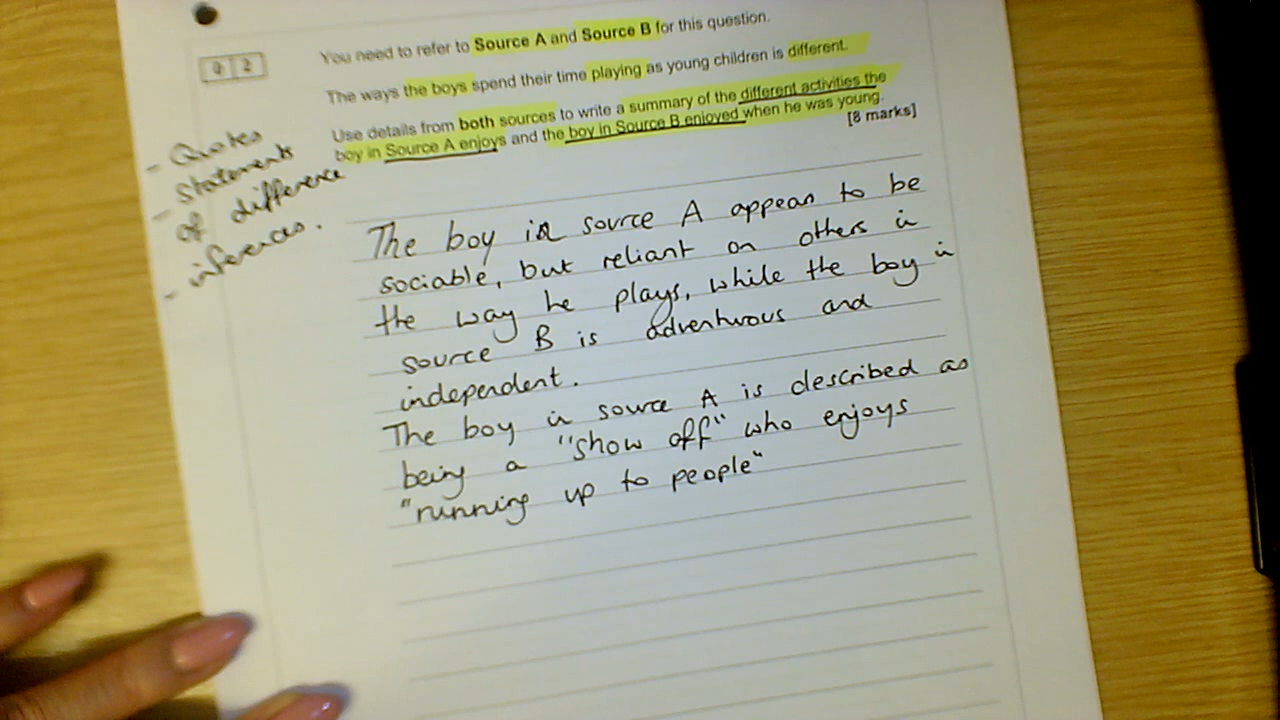 0 2
You need to refer to Source A and Source B for this question.
The ways the boys spend their time playing as young children is different.
Use details from both sources to write a summary of the different activities the
boy in Source A enjoys and the boy in Source B enjoyed when he was young.
[8 marks]
- Quotes
- Statements
of difference
- inferences.
The boy in source A appears to be
sociable, but reliant on others in
the way he plays, while the boy in
source B is adventurous and
independent.
The boy in source A is described as
being a "show off" who enjoys
"running up to people"